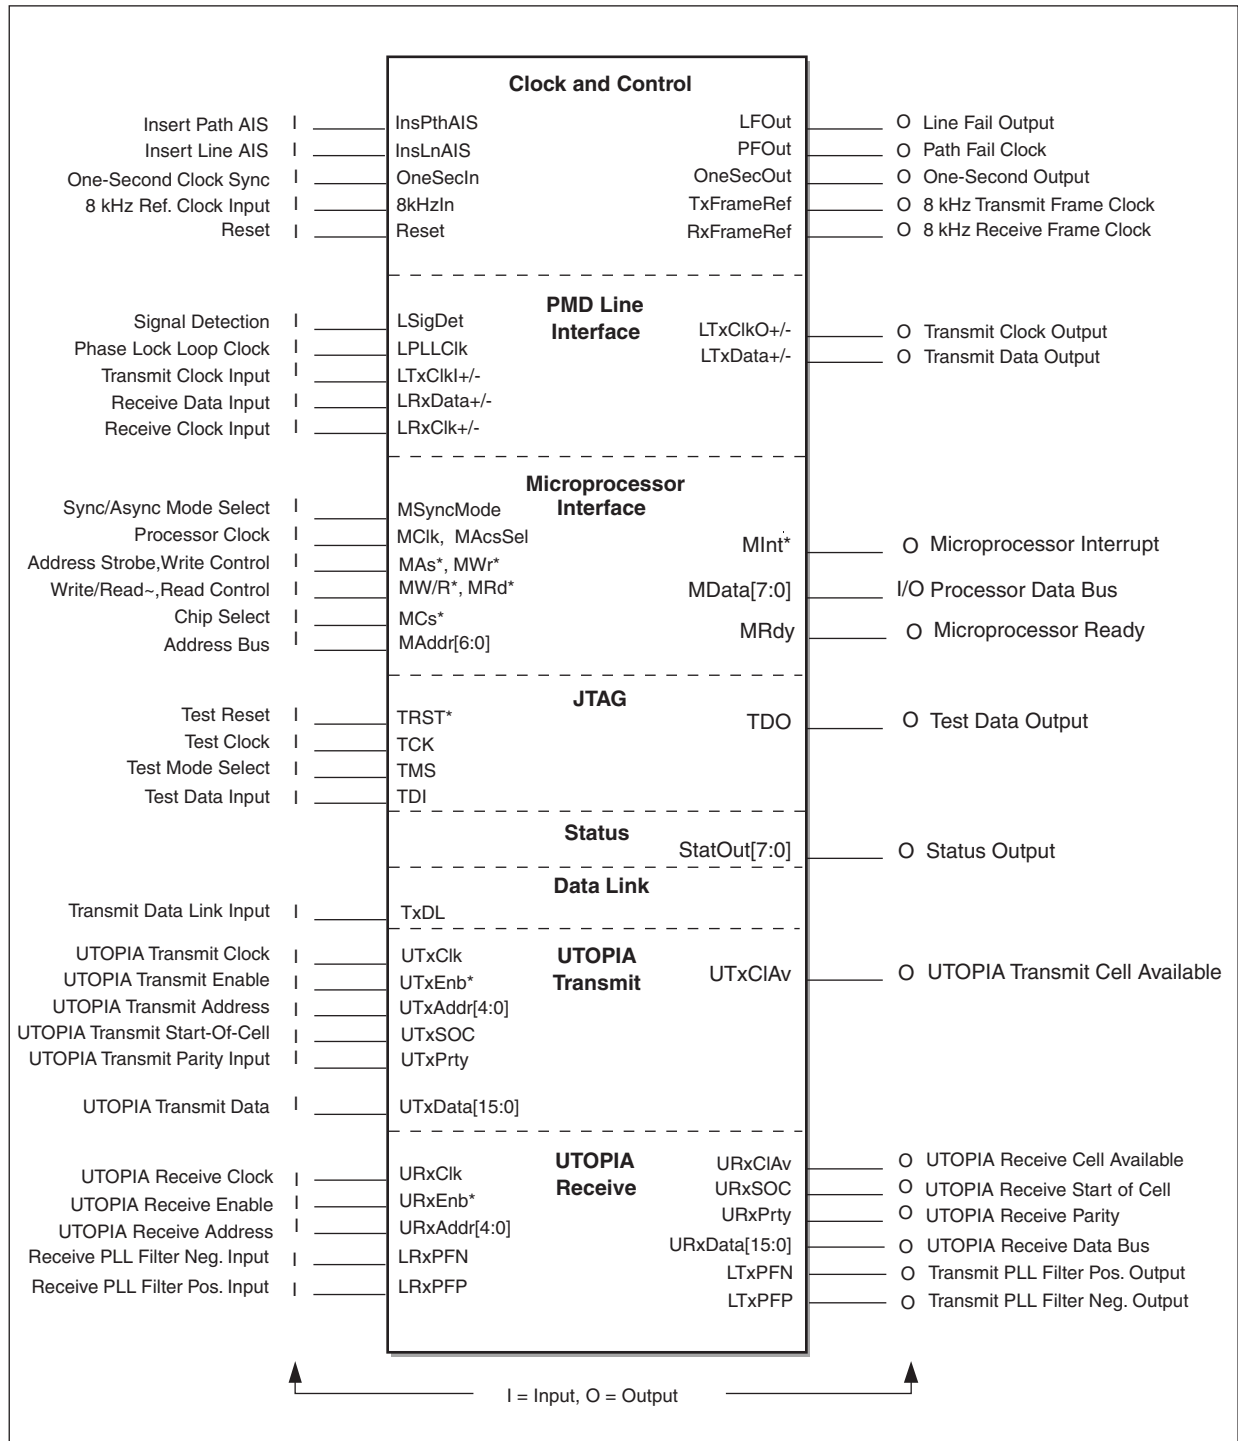 Clock and Control
Insert Path AIS I InsPthAIS LFOut O Line Fail Output
Insert Line AIS I InsLnAIS PFOut O Path Fail Clock
One-Second Clock Sync I OneSecIn OneSecOut O One-Second Output
8 kHz Ref. Clock Input I 8kHzIn TxFrameRef O 8 kHz Transmit Frame Clock
Reset I Reset RxFrameRef O 8 kHz Receive Frame Clock
PMD Line
Interface
Signal Detection I LSigDet LTxClkO+/- O Transmit Clock Output
Phase Lock Loop Clock I LPLLClk LTxData+/- O Transmit Data Output
Transmit Clock Input I LTxClkI+/-
Receive Data Input I LRxData+/-
Receive Clock Input I LRxClk+/-
Microprocessor
Interface
Sync/Async Mode Select I MSyncMode
Processor Clock I MClk, MAcsSel MInt* O Microprocessor Interrupt
Address Strobe,Write Control I MAs*, MWr*
Write/Read~,Read Control I MW/R*, MRd* MData[7:0] I/O Processor Data Bus
Chip Select I MCs* MRdy O Microprocessor Ready
Address Bus I MAddr[6:0]
JTAG
Test Reset I TRST* TDO O Test Data Output
Test Clock I TCK
Test Mode Select I TMS
Test Data Input I TDI
Status
StatOut[7:0] O Status Output
Data Link
Transmit Data Link Input I TxDL
UTOPIA
Transmit
UTOPIA Transmit Clock I UTxClk
UTOPIA Transmit Enable I UTxEnb* UTxClAv O UTOPIA Transmit Cell Available
UTOPIA Transmit Address I UTxAddr[4:0]
UTOPIA Transmit Start-Of-Cell I UTxSOC
UTOPIA Transmit Parity Input I UTxPrty
UTOPIA Transmit Data I UTxData[15:0]
UTOPIA
Receive
URxClAv O UTOPIA Receive Cell Available
UTOPIA Receive Clock I URxClk URxSOC O UTOPIA Receive Start of Cell
UTOPIA Receive Enable I URxEnb* URxPrty O UTOPIA Receive Parity
UTOPIA Receive Address I URxAddr[4:0] URxData[15:0] O UTOPIA Receive Data Bus
Receive PLL Filter Neg. Input I LRxPFN LTxPFN O Transmit PLL Filter Pos. Output
Receive PLL Filter Pos. Input I LRxPFP LTxPFP O Transmit PLL Filter Neg. Output
I = Input, O = Output